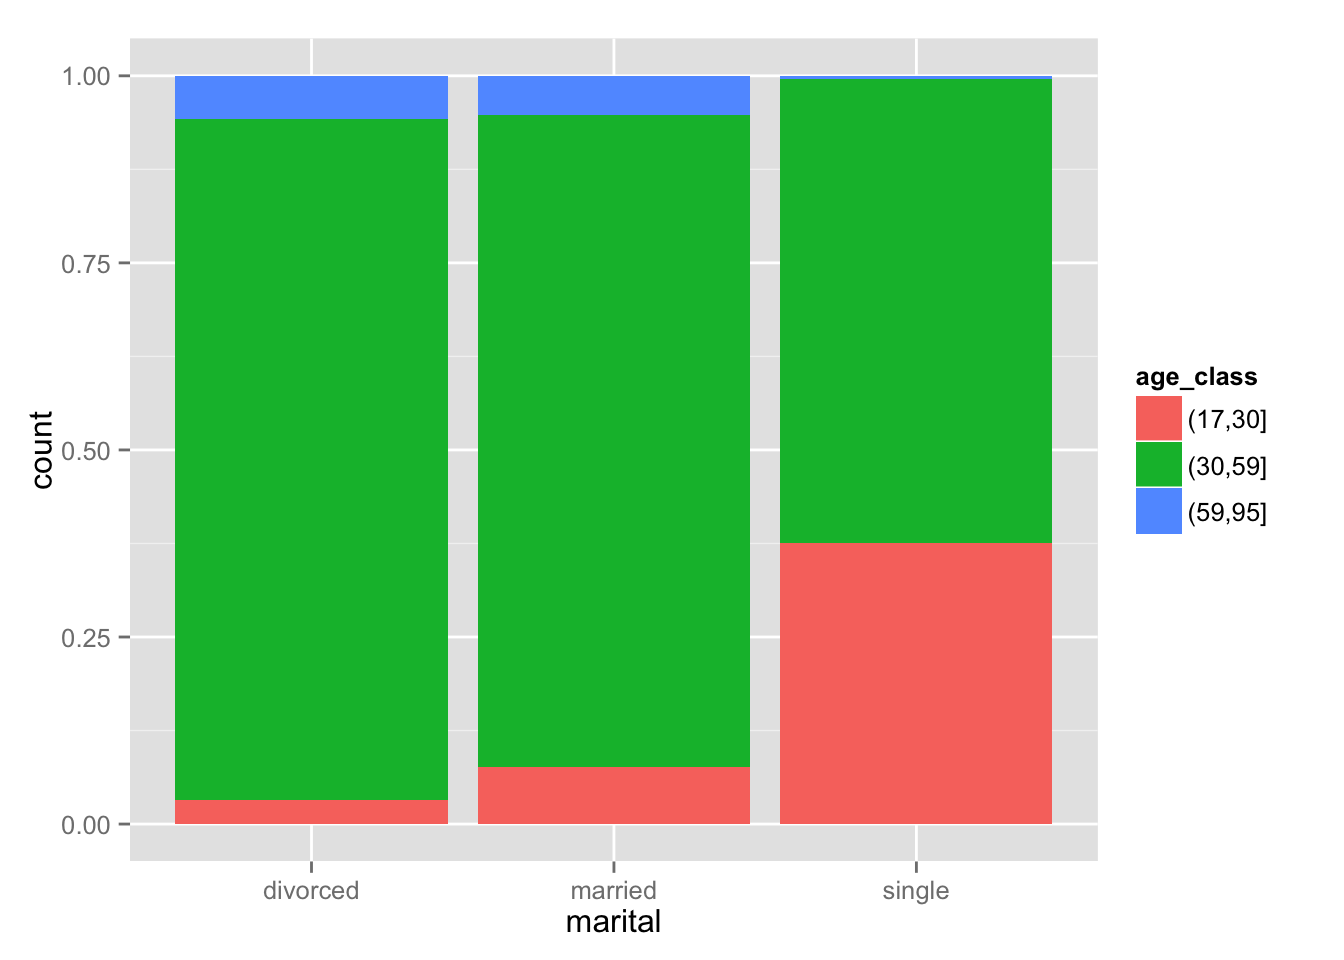 1.00
0.75
0.50
0.25
0.00
count
divorced
married
single
marital
age_class
(17,30]
(30,59]
(59,95]